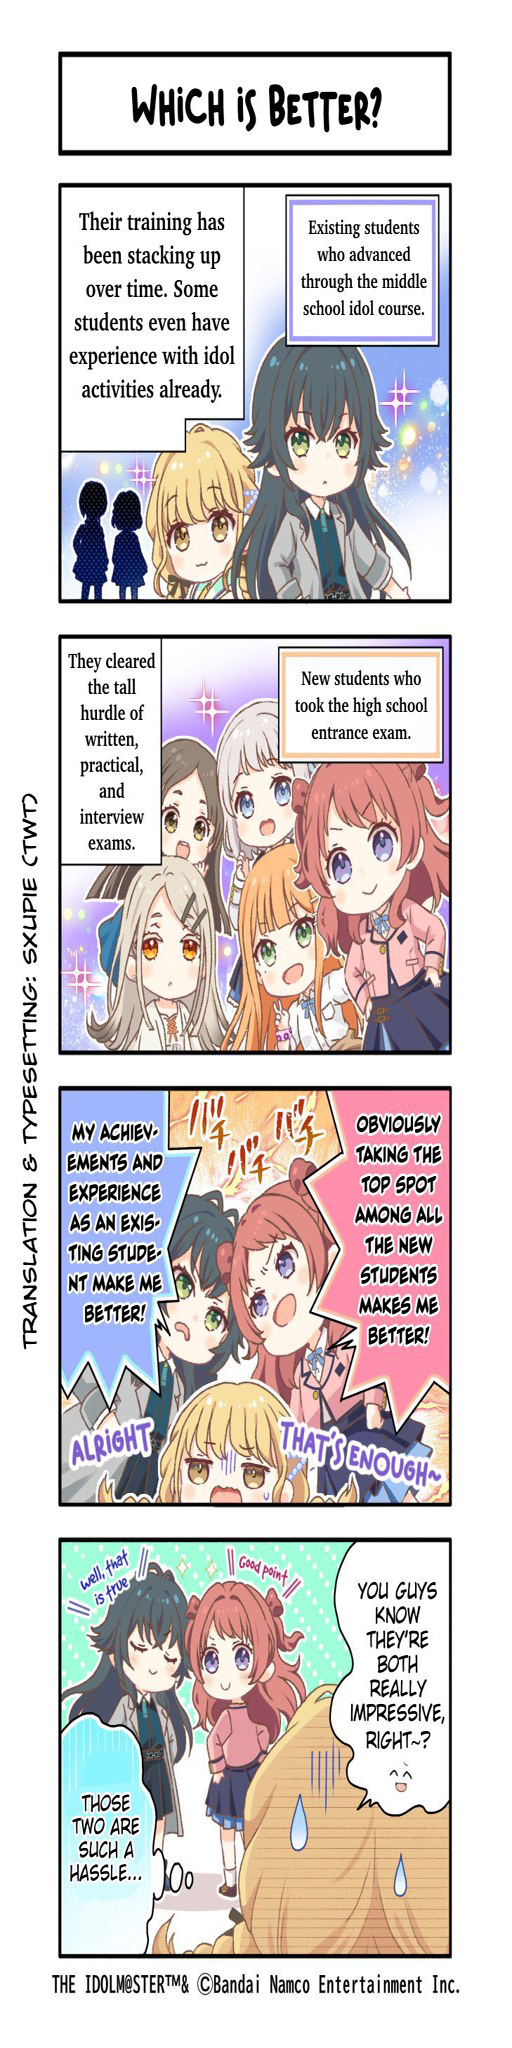 WHiCH iS BETTER?
Their training has
been stacking up
over time. Some
students even have
experience with idol
activities already.
Existing students
who advanced
through the middle
school idol course.
They cleared
the tall
hurdle of
written,
practical,
and
interview
exams.
New students who
took the high school
entrance exam.
OBVIOUSLY
TAKING THE
TOP SPOT
AMONG ALL
THE NEW
STUDENTS
MAKES ME
BETTER!
バチ
バチ
バチ
MY ACHIEV-
EMENTS AND
EXPERIENCE
AS AN EXIS-
TING STUDE-
NT MAKE ME
BETTER!
ALRIGHT
THAT'S ENOUGH~
YOU GUYS
KNOW
THEY'RE
BOTH
REALLY
IMPRESSIVE,
RIGHT~?
Good point
well, that
is true
THOSE
TWO ARE
SUCH A
HASSLE...
TRANSLATION & TYPESETTING: SXUPIE (TWT)
THE IDOLM@STER™& ©Bandai Namco Entertainment Inc.